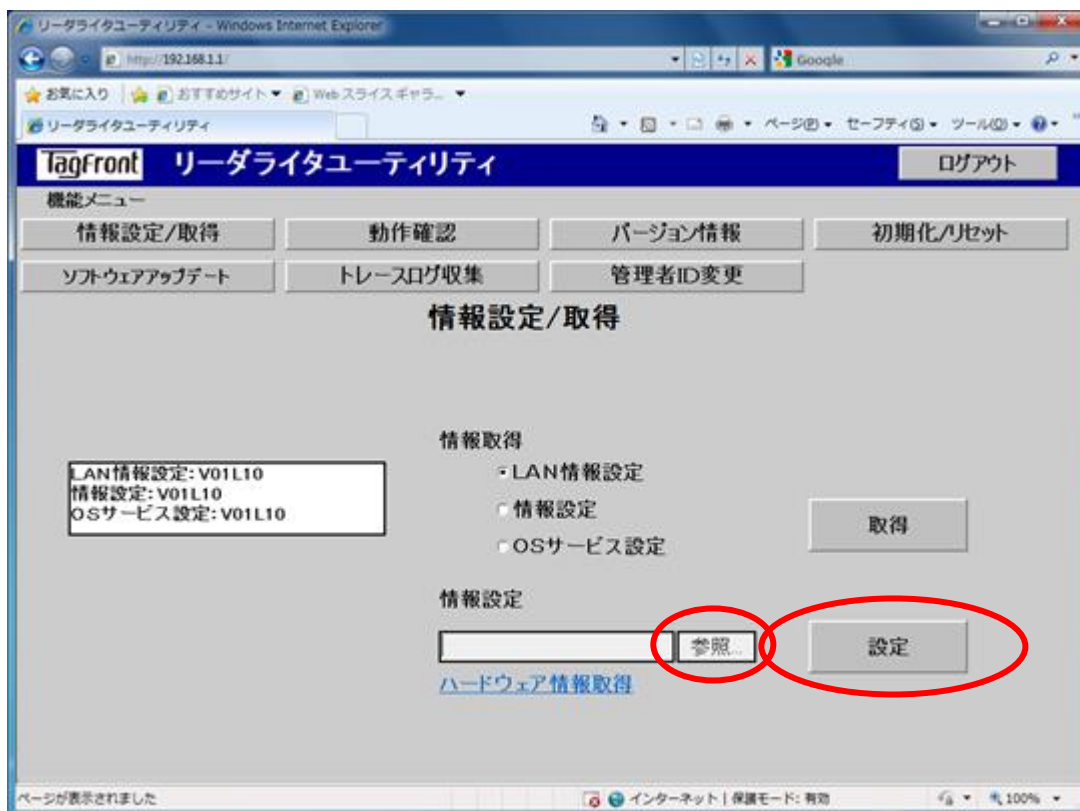 リーダライタユーティリティ - Windows Internet Explorer
http://192.168.1.1/
Google
お気に入り おすすめサイト Web スライス ギャラ...
リーダライタユーティリティ ページ(P) セーフティ(S) ツール(O)
TagFront リーダライタユーティリティ ログアウト
機能メニュー
情報設定/取得 動作確認 バージョン情報 初期化/リセット
ソフトウェアアップデート トレースログ収集 管理者ID変更
情報設定/取得
LAN情報設定: V01L10
情報設定: V01L10
OSサービス設定: V01L10
情報取得
LAN情報設定
情報設定
OSサービス設定
取得
情報設定
参照...
設定
ハードウェア情報取得
ページが表示されました インターネット | 保護モード: 有効 100%